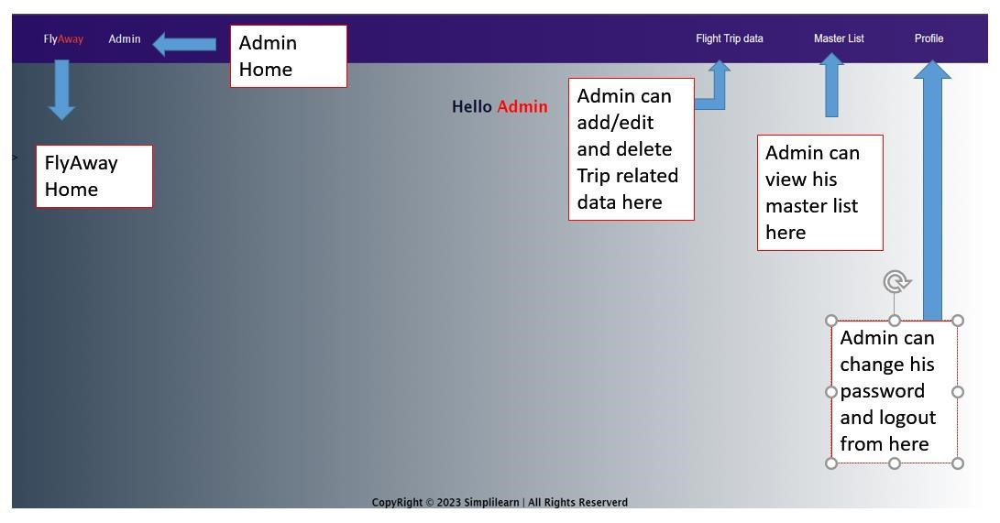 FlyAway Admin Flight Trip data Master List Profile
Admin
Home
Hello Admin
Admin can
add/edit
and delete
Trip related
data here
Admin can
view his
master list
here
>
FlyAway
Home
Admin can
change his
password
and logout
from here
CopyRight © 2023 Simplilearn | All Rights Reserverd